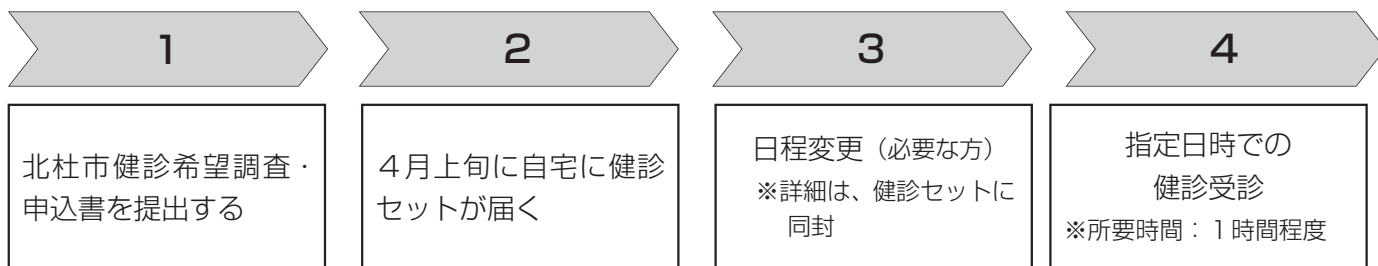 1
北杜市健診希望調査・
申込書を提出する
2
４月上旬に自宅に健診
セットが届く
3
日程変更（必要な方）
※詳細は、健診セットに
同封
4
指定日時での
健診受診
※所要時間：１時間程度